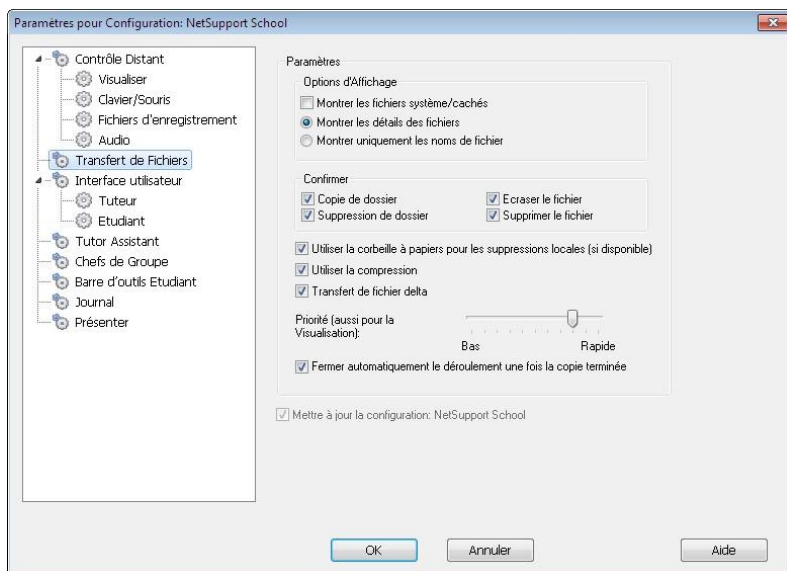 Paramètres pour Configuration: NetSupport School
Contrôle Distant
Visualiser
Clavier/Souris
Fichiers d'enregistrement
Audio
Transfert de Fichiers
Interface utilisateur
Tuteur
Etudiant
Tutor Assistant
Chefs de Groupe
Barre d'outils Etudiant
Journal
Présenter
Paramètres
Options d'Affichage
Montrer les fichiers système/cachés
Montrer les détails des fichiers
Montrer uniquement les noms de fichier
Confirmer
Copie de dossier
Ecraser le fichier
Suppression de dossier
Supprimer le fichier
Utiliser la corbeille à papiers pour les suppressions locales (si disponible)
Utiliser la compression
Transfert de fichier delta
Priorité (aussi pour la
Visualisation):
Bas
Rapide
Fermer automatiquement le déroulement une fois la copie terminée
Mettre à jour la configuration: NetSupport School
OK
Annuler
Aide